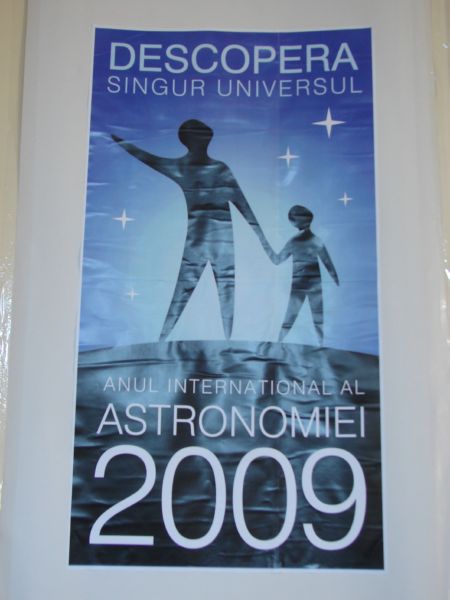 DESCOPERA
SINGUR UNIVERSUL
ANUL INTERNATIONAL AL
ASTRONOMIEI
2009